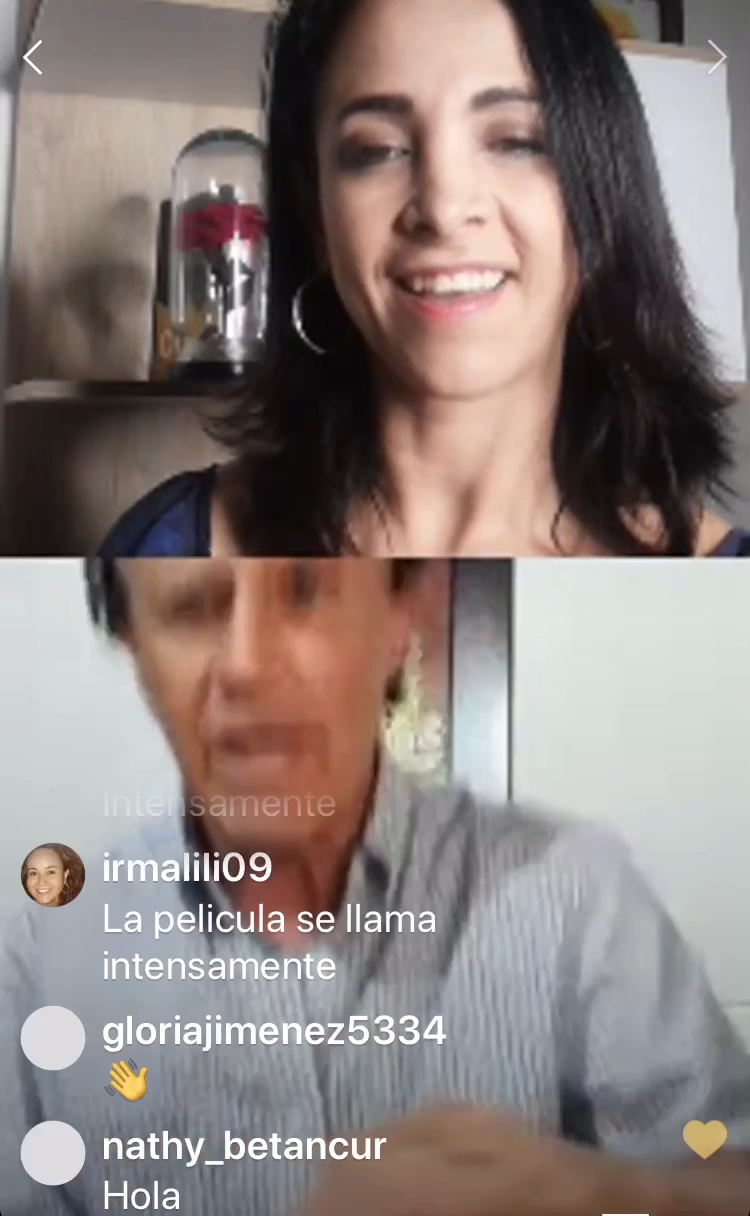 intensamente
irmalili09
La pelicula se llama
intensamente
gloriajimenez5334
👋
nathy_betancur
Hola